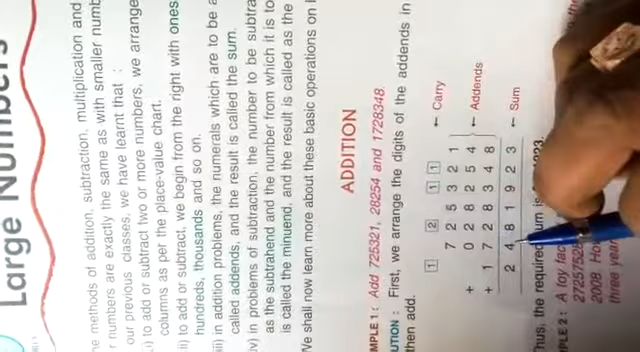 Large Numbers
he methods of addition, subtraction, multiplication and
r numbers are exactly the same as with smaller numb
our previous classes, we have learnt that :
i) to add or subtract two or more numbers, we arrange
columns as per the place-value chart.
ii) to add or subtract, we begin from the right with ones
hundreds, thousands and so on.
iii) in addition problems, the numerals which are to be a
called addends, and the result is called the sum.
iv) in problems of subtraction, the number to be subtra
as the subtrahend and the number from which it is to
is called the minuend, and the result is called as the
We shall now learn more about these basic operations on l
ADDITION
MPLE 1 : Add 725321, 28254 and 1728348.
UTION : First, we arrange the digits of the addends in
then add.
1 2 1 1 ← Carry
7 2 5 3 2 1
+ 0 2 8 2 5 4 ← Addends
+ 1 7 2 8 3 4 8
2 4 8 1 9 2 3 ← Sum
Thus, the required um is 923.
PLE 2 : A toy fac
27257528
2008. Ho
three year